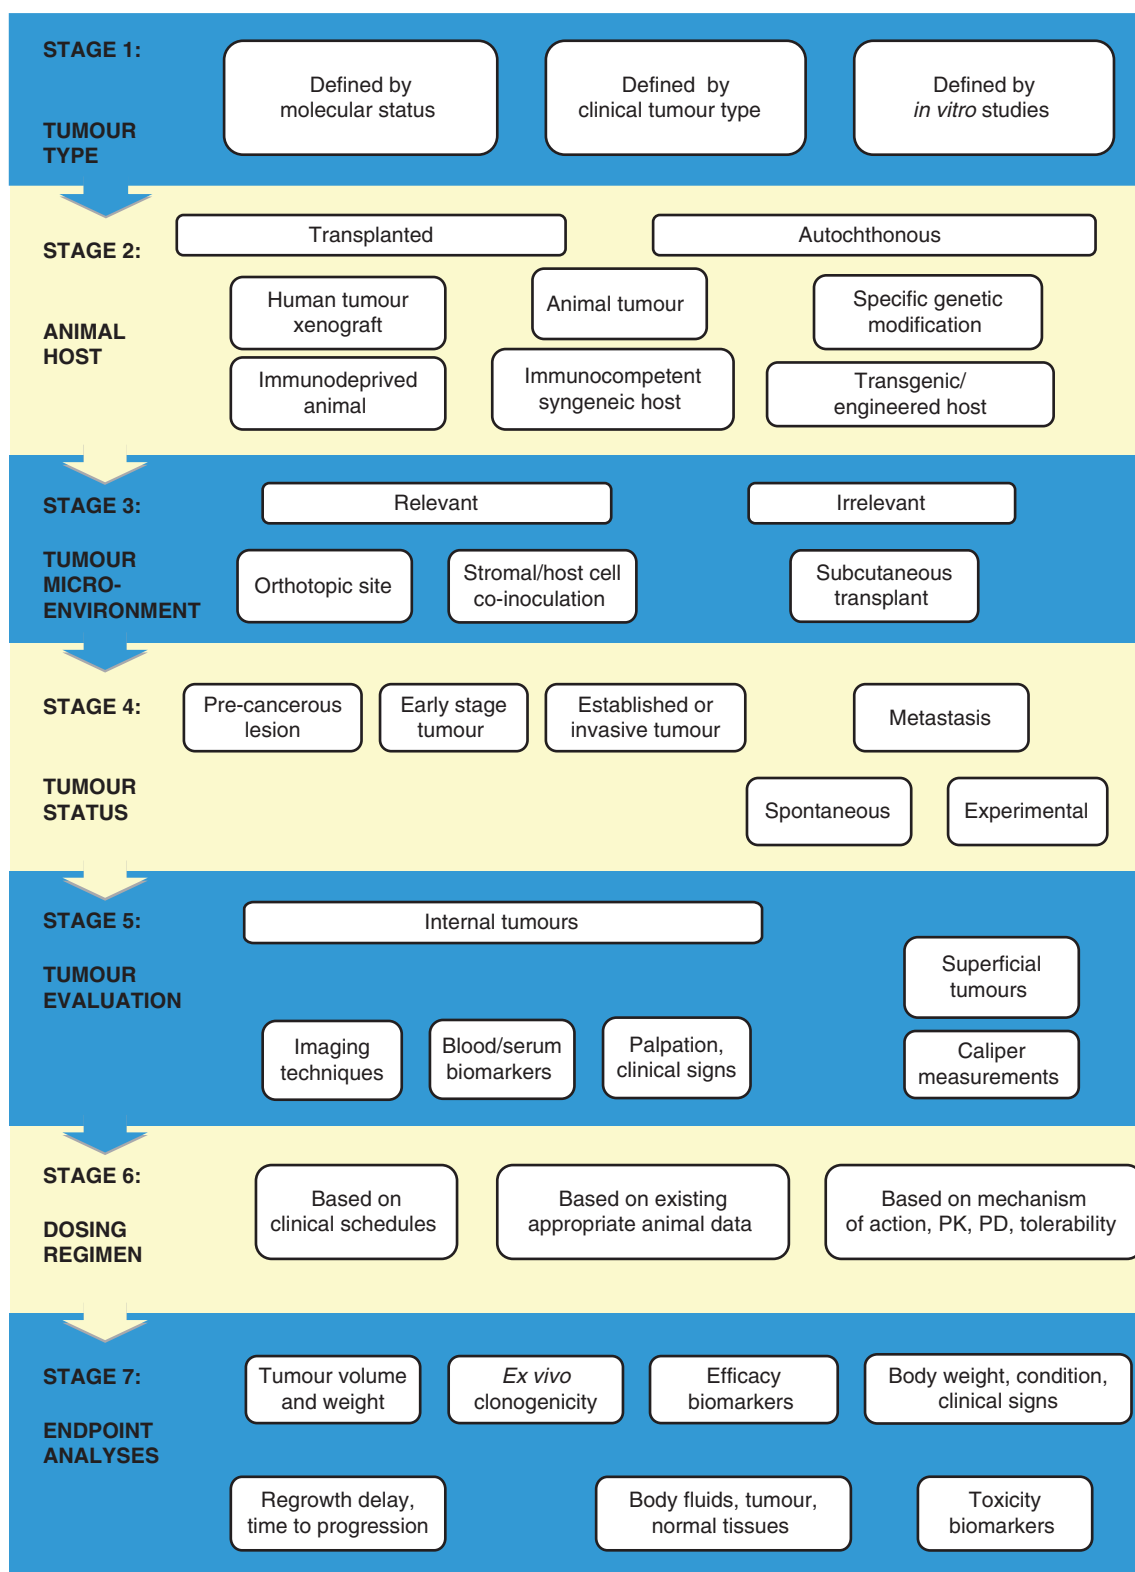 STAGE 1:
TUMOUR
TYPE
Defined by
molecular status
Defined by
clinical tumour type
Defined by
in vitro studies
STAGE 2:
ANIMAL
HOST
Transplanted
Autochthonous
Human tumour
xenograft
Animal tumour
Specific genetic
modification
Immunodeprived
animal
Immunocompetent
syngeneic host
Transgenic/
engineered host
STAGE 3:
TUMOUR
MICRO-
ENVIRONMENT
Relevant
Irrelevant
Orthotopic site
Stromal/host cell
co-inoculation
Subcutaneous
transplant
STAGE 4:
TUMOUR
STATUS
Pre-cancerous
lesion
Early stage
tumour
Established or
invasive tumour
Metastasis
Spontaneous
Experimental
STAGE 5:
TUMOUR
EVALUATION
Internal tumours
Superficial
tumours
Imaging
techniques
Blood/serum
biomarkers
Palpation,
clinical signs
Caliper
measurements
STAGE 6:
DOSING
REGIMEN
Based on
clinical schedules
Based on existing
appropriate animal data
Based on mechanism
of action, PK, PD, tolerability
STAGE 7:
ENDPOINT
ANALYSES
Tumour volume
and weight
Ex vivo
clonogenicity
Efficacy
biomarkers
Body weight, condition,
clinical signs
Regrowth delay,
time to progression
Body fluids, tumour,
normal tissues
Toxicity
biomarkers